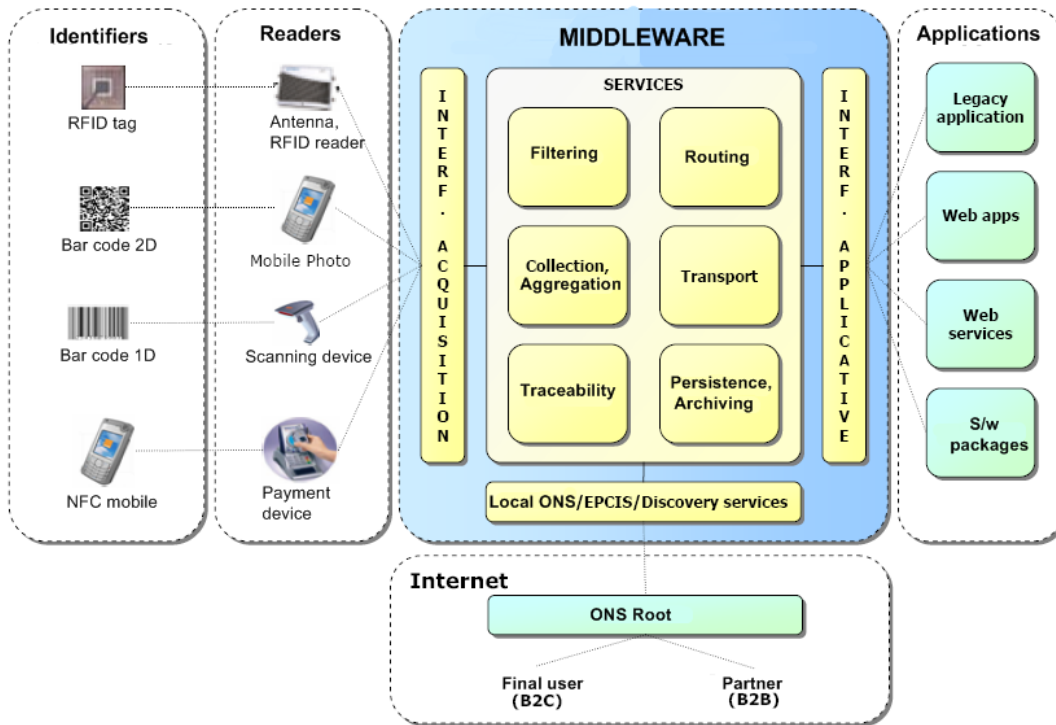 Identifiers
RFID tag
Bar code 2D
Bar code 1D
NFC mobile
Readers
Antenna,
RFID reader
Mobile Photo
Scanning device
Payment
device
MIDDLEWARE
INTERF. ACQUISITION
SERVICES
Filtering
Routing
Collection,
Aggregation
Transport
Traceability
Persistence,
Archiving
INTERF. APPLICATIVE
Local ONS/EPCIS/Discovery services
Applications
Legacy
application
Web apps
Web
services
S/w
packages
Internet
ONS Root
Final user
(B2C)
Partner
(B2B)